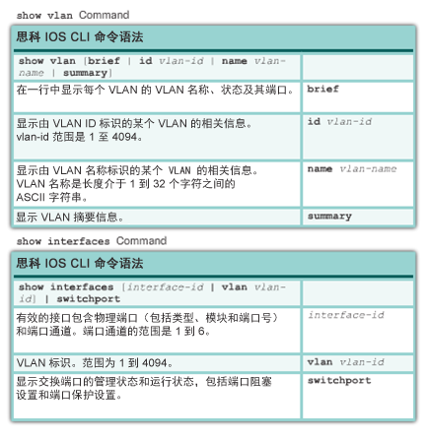 show vlan Command
思科 IOS CLI 命令语法
show vlan [brief | id vlan-id | name vlan-
name | summary]
在一行中显示每个 VLAN 的 VLAN 名称、状态及其端口。 brief
显示由 VLAN ID 标识的某个 VLAN 的相关信息。 id vlan-id
vlan-id 范围是 1 至 4094。
显示由 VLAN 名称标识的某个 VLAN 的相关信息。 name vlan-name
VLAN 名称是长度介于 1 到 32 个字符之间的
ASCII 字符串。
显示 VLAN 摘要信息。 summary
show interfaces Command
思科 IOS CLI 命令语法
show interfaces [interface-id | vlan vlan-
id] | switchport
有效的接口包含物理端口（包括类型、模块和端口号） interface-id
和端口通道。端口通道的范围是 1 到 6。
VLAN 标识。范围为 1 到 4094。 vlan vlan-id
显示交换端口的管理状态和运行状态，包括端口阻塞 switchport
设置和端口保护设置。